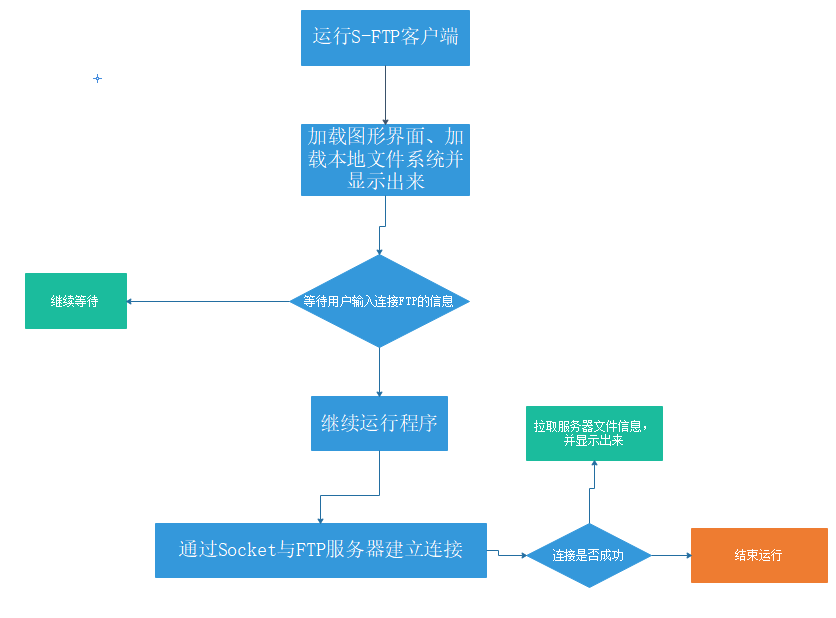 运行S-FTP客户端
加载图形界面、加
载本地文件系统并
显示出来
继续等待
等待用户输入连接FTP的信息
继续运行程序
拉取服务器文件信息，
并显示出来
通过Socket与FTP服务器建立连接
连接是否成功
结束运行